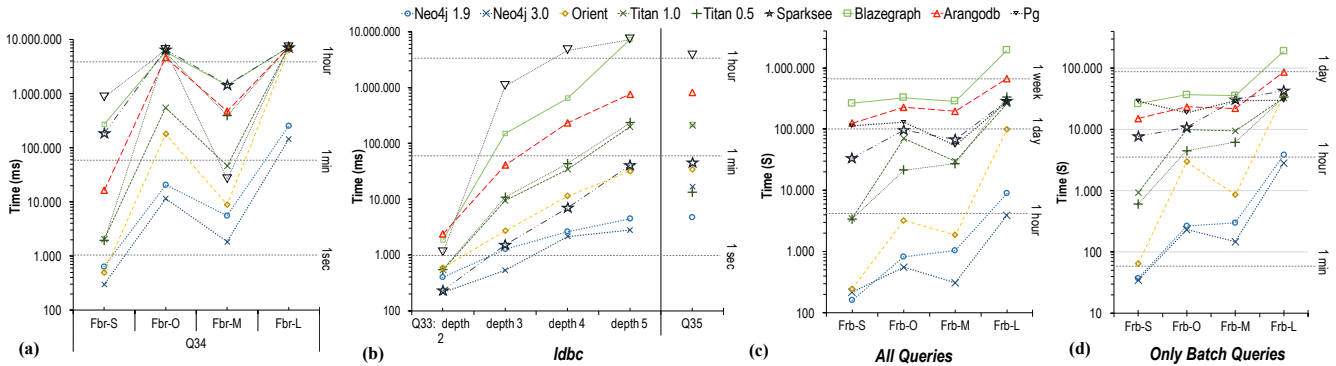 Neo4j 1.9 Neo4j 3.0 Orient Titan 1.0 Titan 0.5 Sparksee Blazegraph Arangodb Pg
Time (ms)
10.000.000
1.000.000
100.000
10.000
1.000
100
1 hour
1 min
1sec
Fbr-S Fbr-O Fbr-M Fbr-L
Q34
(a)
Time (ms)
10.000.000
1.000.000
100.000
10.000
1.000
100
1 hour
1 min
1 sec
Q33: depth 2 depth 3 depth 4 depth 5 Q35
(b)
ldbc
Time (S)
1.000.000
100.000
10.000
1.000
100
1 week
1 day
1 hour
Frb-S Frb-O Frb-M Frb-L
(c)
All Queries
Time (S)
100.000
10.000
1.000
100
10
1 day
1 hour
1 min
Frb-S Frb-O Frb-M Frb-L
(d)
Only Batch Queries